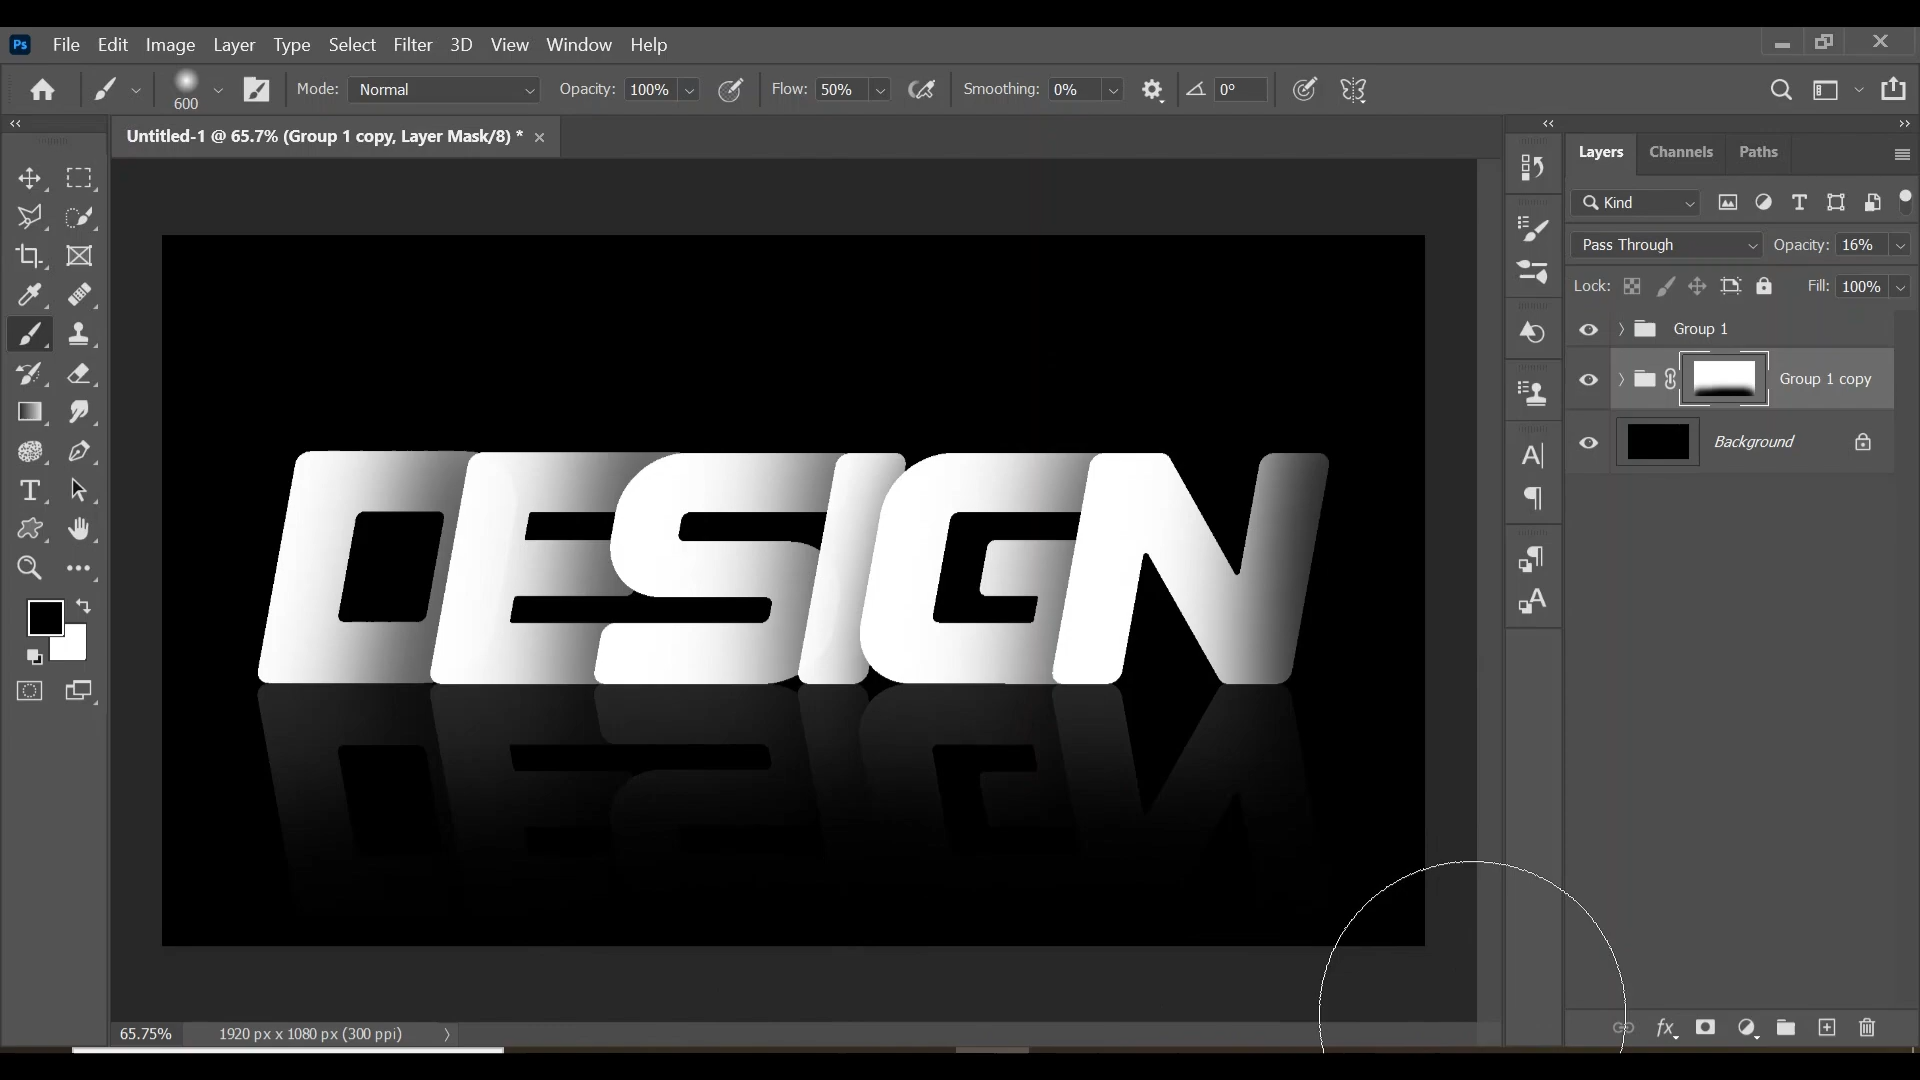 Ps File Edit Image Layer Type Select Filter 3D View Window Help
600 Mode: Normal Opacity: 100% Flow: 50% Smoothing: 0% 0°
Untitled-1 @ 65.7% (Group 1 copy, Layer Mask/8) * ×
Layers Channels Paths
Kind
Pass Through Opacity: 16%
Lock: Fill: 100%
Group 1
Group 1 copy
Background
DESIGN
65.75% 1920 px x 1080 px (300 ppi)
fx